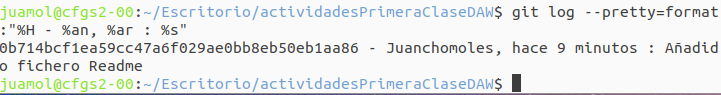 juamol@cfgs2-00:~/Escritorio/actividadesPrimeraClaseDAW$ git log --pretty=format
:"%H - %an, %ar : %s"
0b714bcf1ea59cc47a6f029ae0bb8eb50eb1aa86 - Juanchomoles, hace 9 minutos : Añadid
o fichero Readme
juamol@cfgs2-00:~/Escritorio/actividadesPrimeraClaseDAW$